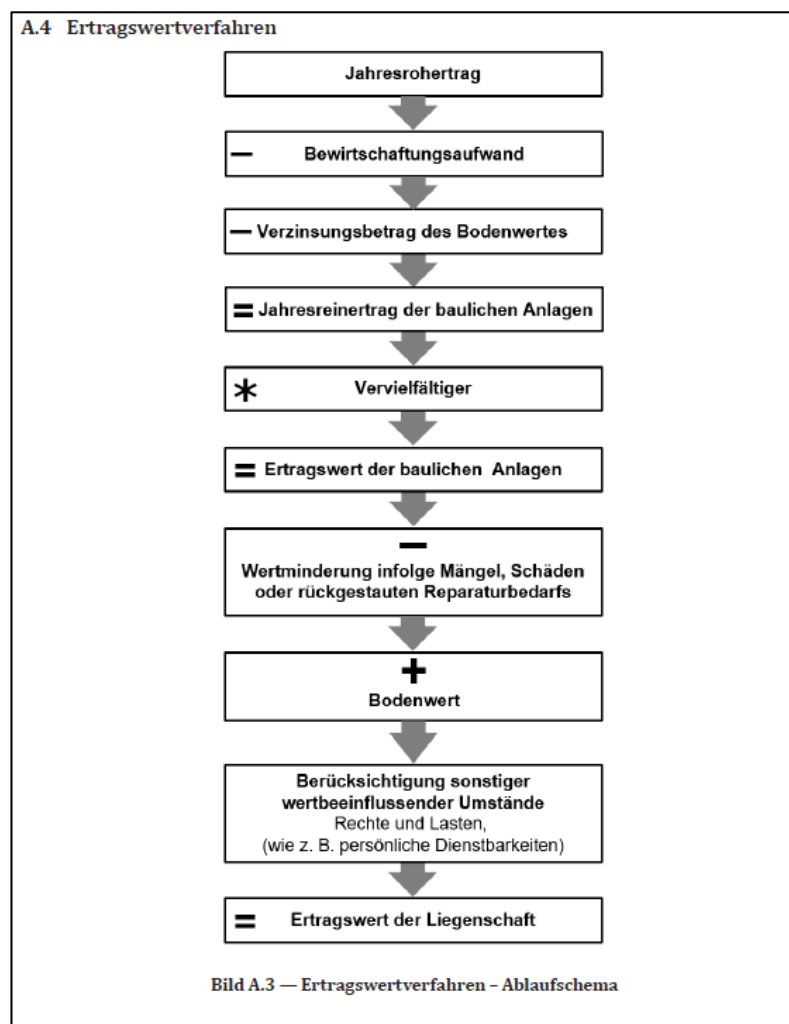 A.4 Ertragswertverfahren
Jahresrohertrag
− Bewirtschaftungsaufwand
− Verzinsungsbetrag des Bodenwertes
= Jahresreinertrag der baulichen Anlagen
* Vervielfältiger
= Ertragswert der baulichen Anlagen
−
Wertminderung infolge Mängel, Schäden
oder rückgestauten Reparaturbedarfs
+
Bodenwert
Berücksichtigung sonstiger
wertbeeinflussender Umstände
Rechte und Lasten,
(wie z. B. persönliche Dienstbarkeiten)
= Ertragswert der Liegenschaft
Bild A.3 — Ertragswertverfahren – Ablaufschema